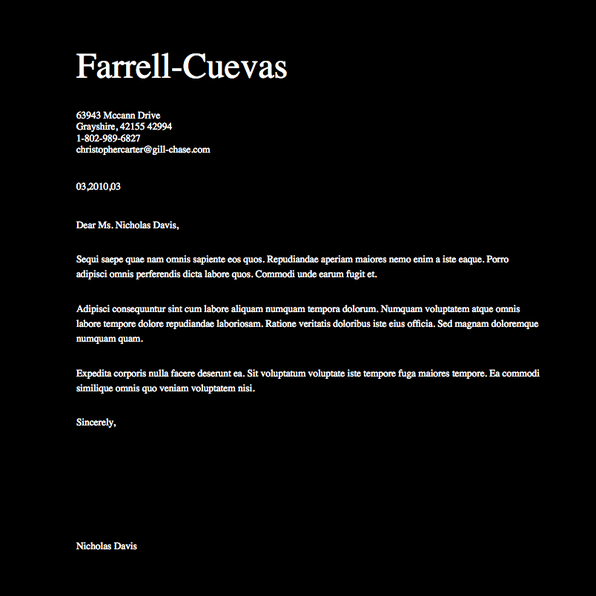 Farrell-Cuevas
63943 Mccann Drive
Grayshire, 42155 42994
1-802-989-6827
christophercarter@gill-chase.com
03,2010,03
Dear Ms. Nicholas Davis,
Sequi saepe quae nam omnis sapiente eos quos. Repudiandae aperiam maiores nemo enim a iste eaque. Porro
adipisci omnis perferendis dicta labore quos. Commodi unde earum fugit et.
Adipisci consequuntur sint cum labore aliquam numquam tempora dolorum. Numquam voluptatem atque omnis
labore tempore dolore repudiandae laboriosam. Ratione veritatis doloribus iste eius officia. Sed magnam doloremque
numquam quam.
Expedita corporis nulla facere deserunt ea. Sit voluptatum voluptate iste tempore fuga maiores tempore. Ea commodi
similique omnis quo veniam voluptatem nisi.
Sincerely,
Nicholas Davis